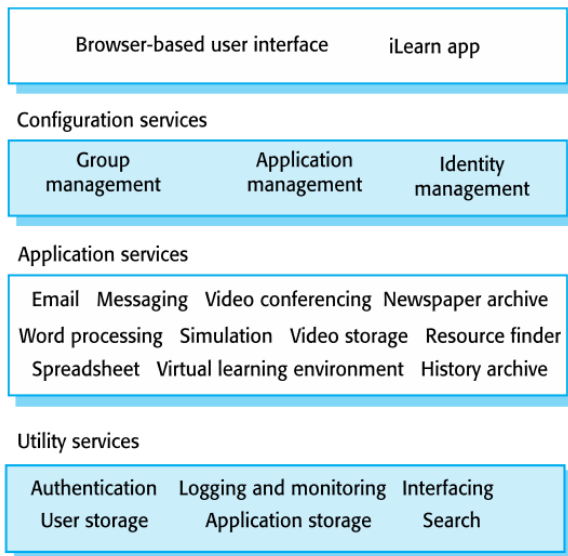 Browser-based user interface iLearn app
Configuration services
Group management
Application management
Identity management
Application services
Email Messaging Video conferencing Newspaper archive
Word processing Simulation Video storage Resource finder
Spreadsheet Virtual learning environment History archive
Utility services
Authentication Logging and monitoring Interfacing
User storage Application storage Search